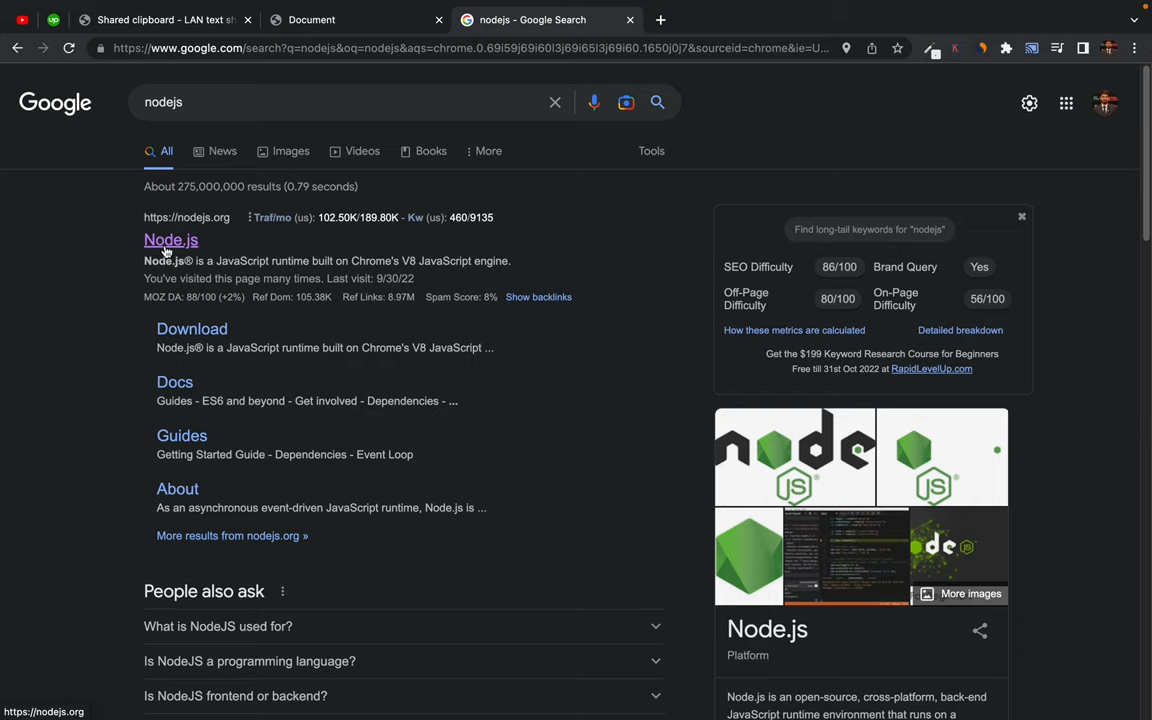 Shared clipboard - LAN text sh
Document
nodejs - Google Search
https://www.google.com/search?q=nodejs&oq=nodejs&aqs=chrome.0.69i59j69i60l3j69i65l3j69i60.1650j0j7&sourceid=chrome&ie=U...
Google
nodejs
All
News
Images
Videos
Books
More
Tools
About 275,000,000 results (0.79 seconds)
https://nodejs.org
Traf/mo (us): 102.50K/189.80K - Kw (us): 460/9135
Node.js
Node.js® is a JavaScript runtime built on Chrome's V8 JavaScript engine.
You've visited this page many times. Last visit: 9/30/22
MOZ DA: 88/100 (+2%) Ref Dom: 105.38K Ref Links: 8.97M Spam Score: 8% Show backlinks
Download
Node.js® is a JavaScript runtime built on Chrome's V8 JavaScript ...
Docs
Guides - ES6 and beyond - Get involved - Dependencies - ...
Guides
Getting Started Guide - Dependencies - Event Loop
About
As an asynchronous event-driven JavaScript runtime, Node.js is ...
More results from nodejs.org »
People also ask
What is NodeJS used for?
Is NodeJS a programming language?
Is NodeJS frontend or backend?
https://nodejs.org
Find long-tail keywords for "nodejs"
SEO Difficulty 86/100 Brand Query Yes
Off-Page Difficulty 80/100 On-Page Difficulty 56/100
How these metrics are calculated
Detailed breakdown
Get the $199 Keyword Research Course for Beginners
Free till 31st Oct 2022 at RapidLevelUp.com
node
JS
JS
de
JS
More images
Node.js
Platform
Node.js is an open-source, cross-platform, back-end
JavaScript runtime environment that runs on a